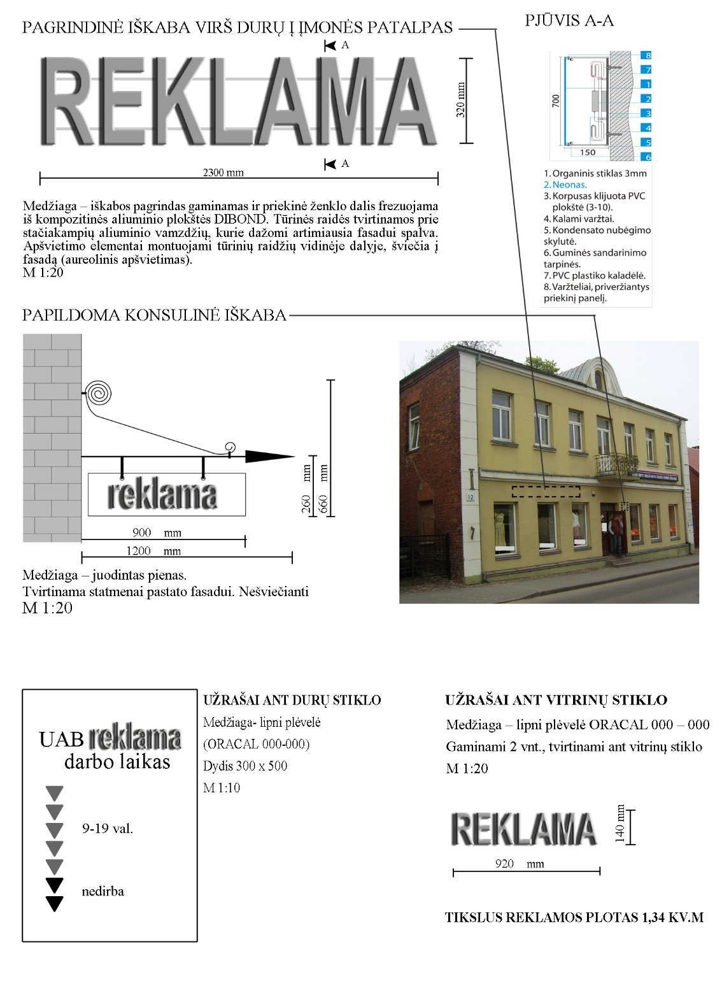 PAGRINDINĖ IŠKABA VIRŠ DURŲ Į ĮMONĖS PATALPAS
A
REKLAMA
320 mm
A
2300 mm
Medžiaga – iškabos pagrindas gaminamas ir priekinė ženklo dalis frezuojama
iš kompozitinės aliuminio plokštės DIBOND. Tūrinės raidės tvirtinamos prie
stačiakampių aliuminio vamzdžių, kurie dažomi artimiausia fasadui spalva.
Apšvietimo elementai montuojami tūrinių raidžių vidinėje dalyje, šviečia į
fasadą (aureolinis apšvietimas).
M 1:20
PJŪVIS A-A
8
7
1
2
3
4
5
6
700
150
1. Organinis stiklas 3mm
2. Neonas.
3. Korpusas klijuota PVC
plokštė (3-10).
4. Kalami varžtai.
5. Kondensato nubėgimo
skylutė.
6. Guminės sandarinimo
tarpinės.
7. PVC plastiko kaladėlė.
8. Varžteliai, priveržiantys
priekinį panelį.
PAPILDOMA KONSULINĖ IŠKABA
reklama
260 mm
660 mm
900 mm
1200 mm
Medžiaga – juodintas pienas.
Tvirtinama statmenai pastato fasadui. Nešviečianti
M 1:20
12
UAB reklama
darbo laikas
9-19 val.
nedirba
UŽRAŠAI ANT DURŲ STIKLO
Medžiaga- lipni plėvelė
(ORACAL 000-000)
Dydis 300 x 500
M 1:10
UŽRAŠAI ANT VITRINŲ STIKLO
Medžiaga – lipni plėvelė ORACAL 000 – 000
Gaminami 2 vnt., tvirtinami ant vitrinų stiklo
M 1:20
REKLAMA
140 mm
920 mm
TIKSLUS REKLAMOS PLOTAS 1,34 KV.M